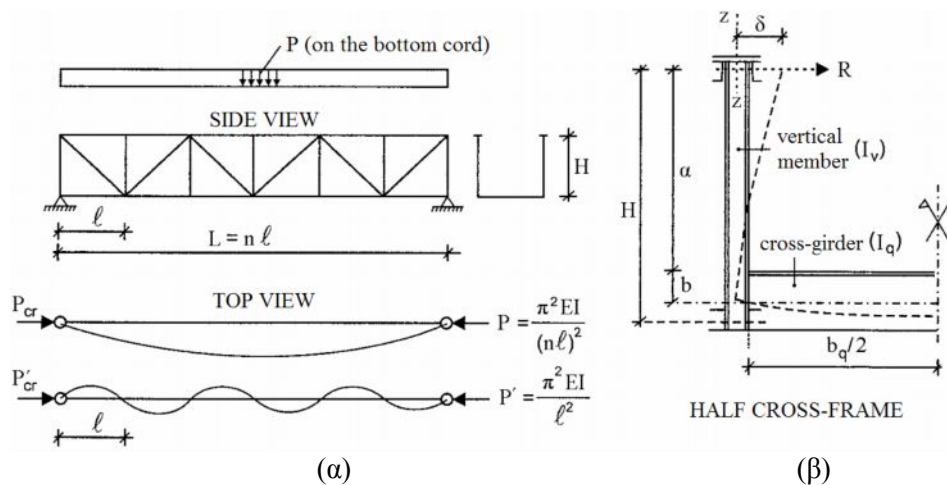 P (on the bottom cord)
SIDE VIEW
H
ℓ
L = n ℓ
TOP VIEW
P_cr
P = π²EI / (nℓ)²
P'_cr
P' = π²EI / ℓ²
ℓ
(α)
z
δ
R
z
vertical
member (I_v)
α
H
cross-girder (I_q)
b
b_q/2
HALF CROSS-FRAME
(β)